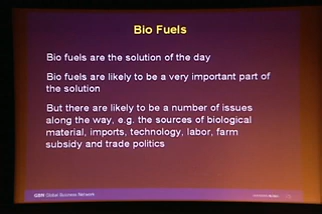 Bio Fuels
Bio fuels are the solution of the day
Bio fuels are likely to be a very important part of
the solution
But there are likely to be a number of issues
along the way, e.g. the sources of biological
material, imports, technology, labor, farm
subsidy and trade politics
GBN Global Business Network